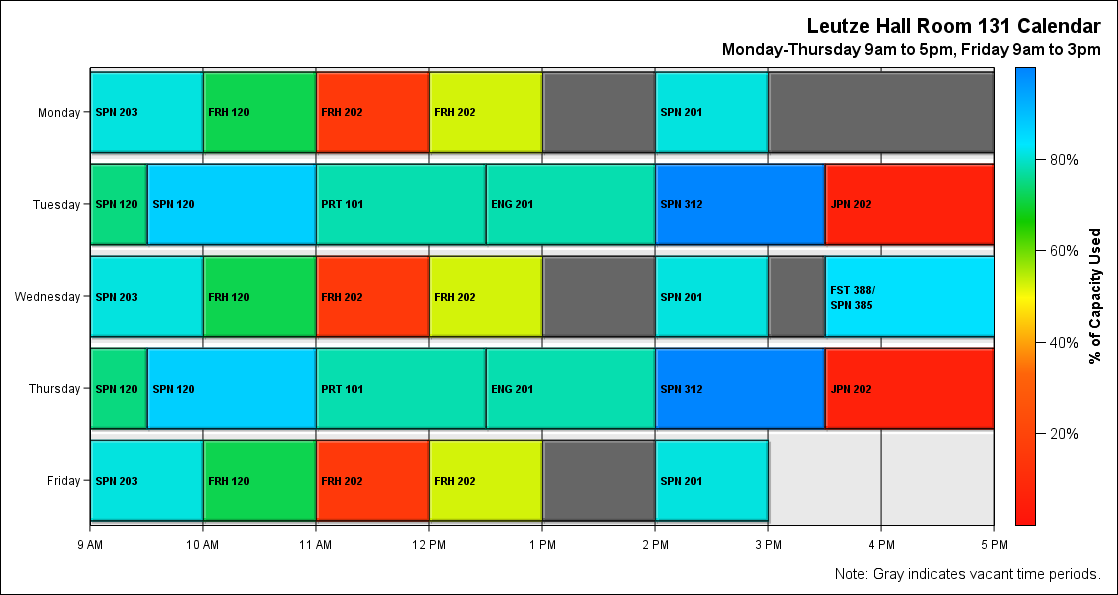 Leutze Hall Room 131 Calendar
Monday-Thursday 9am to 5pm, Friday 9am to 3pm
Monday
SPN 203
FRH 120
FRH 202
FRH 202
SPN 201
Tuesday
SPN 120
SPN 120
PRT 101
ENG 201
SPN 312
JPN 202
Wednesday
SPN 203
FRH 120
FRH 202
FRH 202
SPN 201
FST 388/
SPN 385
Thursday
SPN 120
SPN 120
PRT 101
ENG 201
SPN 312
JPN 202
Friday
SPN 203
FRH 120
FRH 202
FRH 202
SPN 201
9 AM
10 AM
11 AM
12 PM
1 PM
2 PM
3 PM
4 PM
5 PM
80%
60%
40%
20%
% of Capacity Used
Note: Gray indicates vacant time periods.